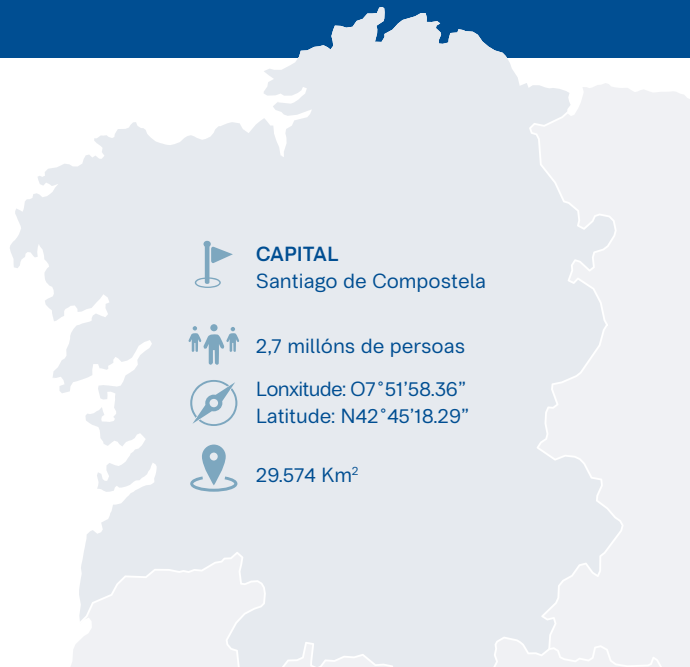 CAPITAL
Santiago de Compostela
2,7 millóns de persoas
Lonxitude: O7°51’58.36”
Latitude: N42°45’18.29”
29.574 Km²